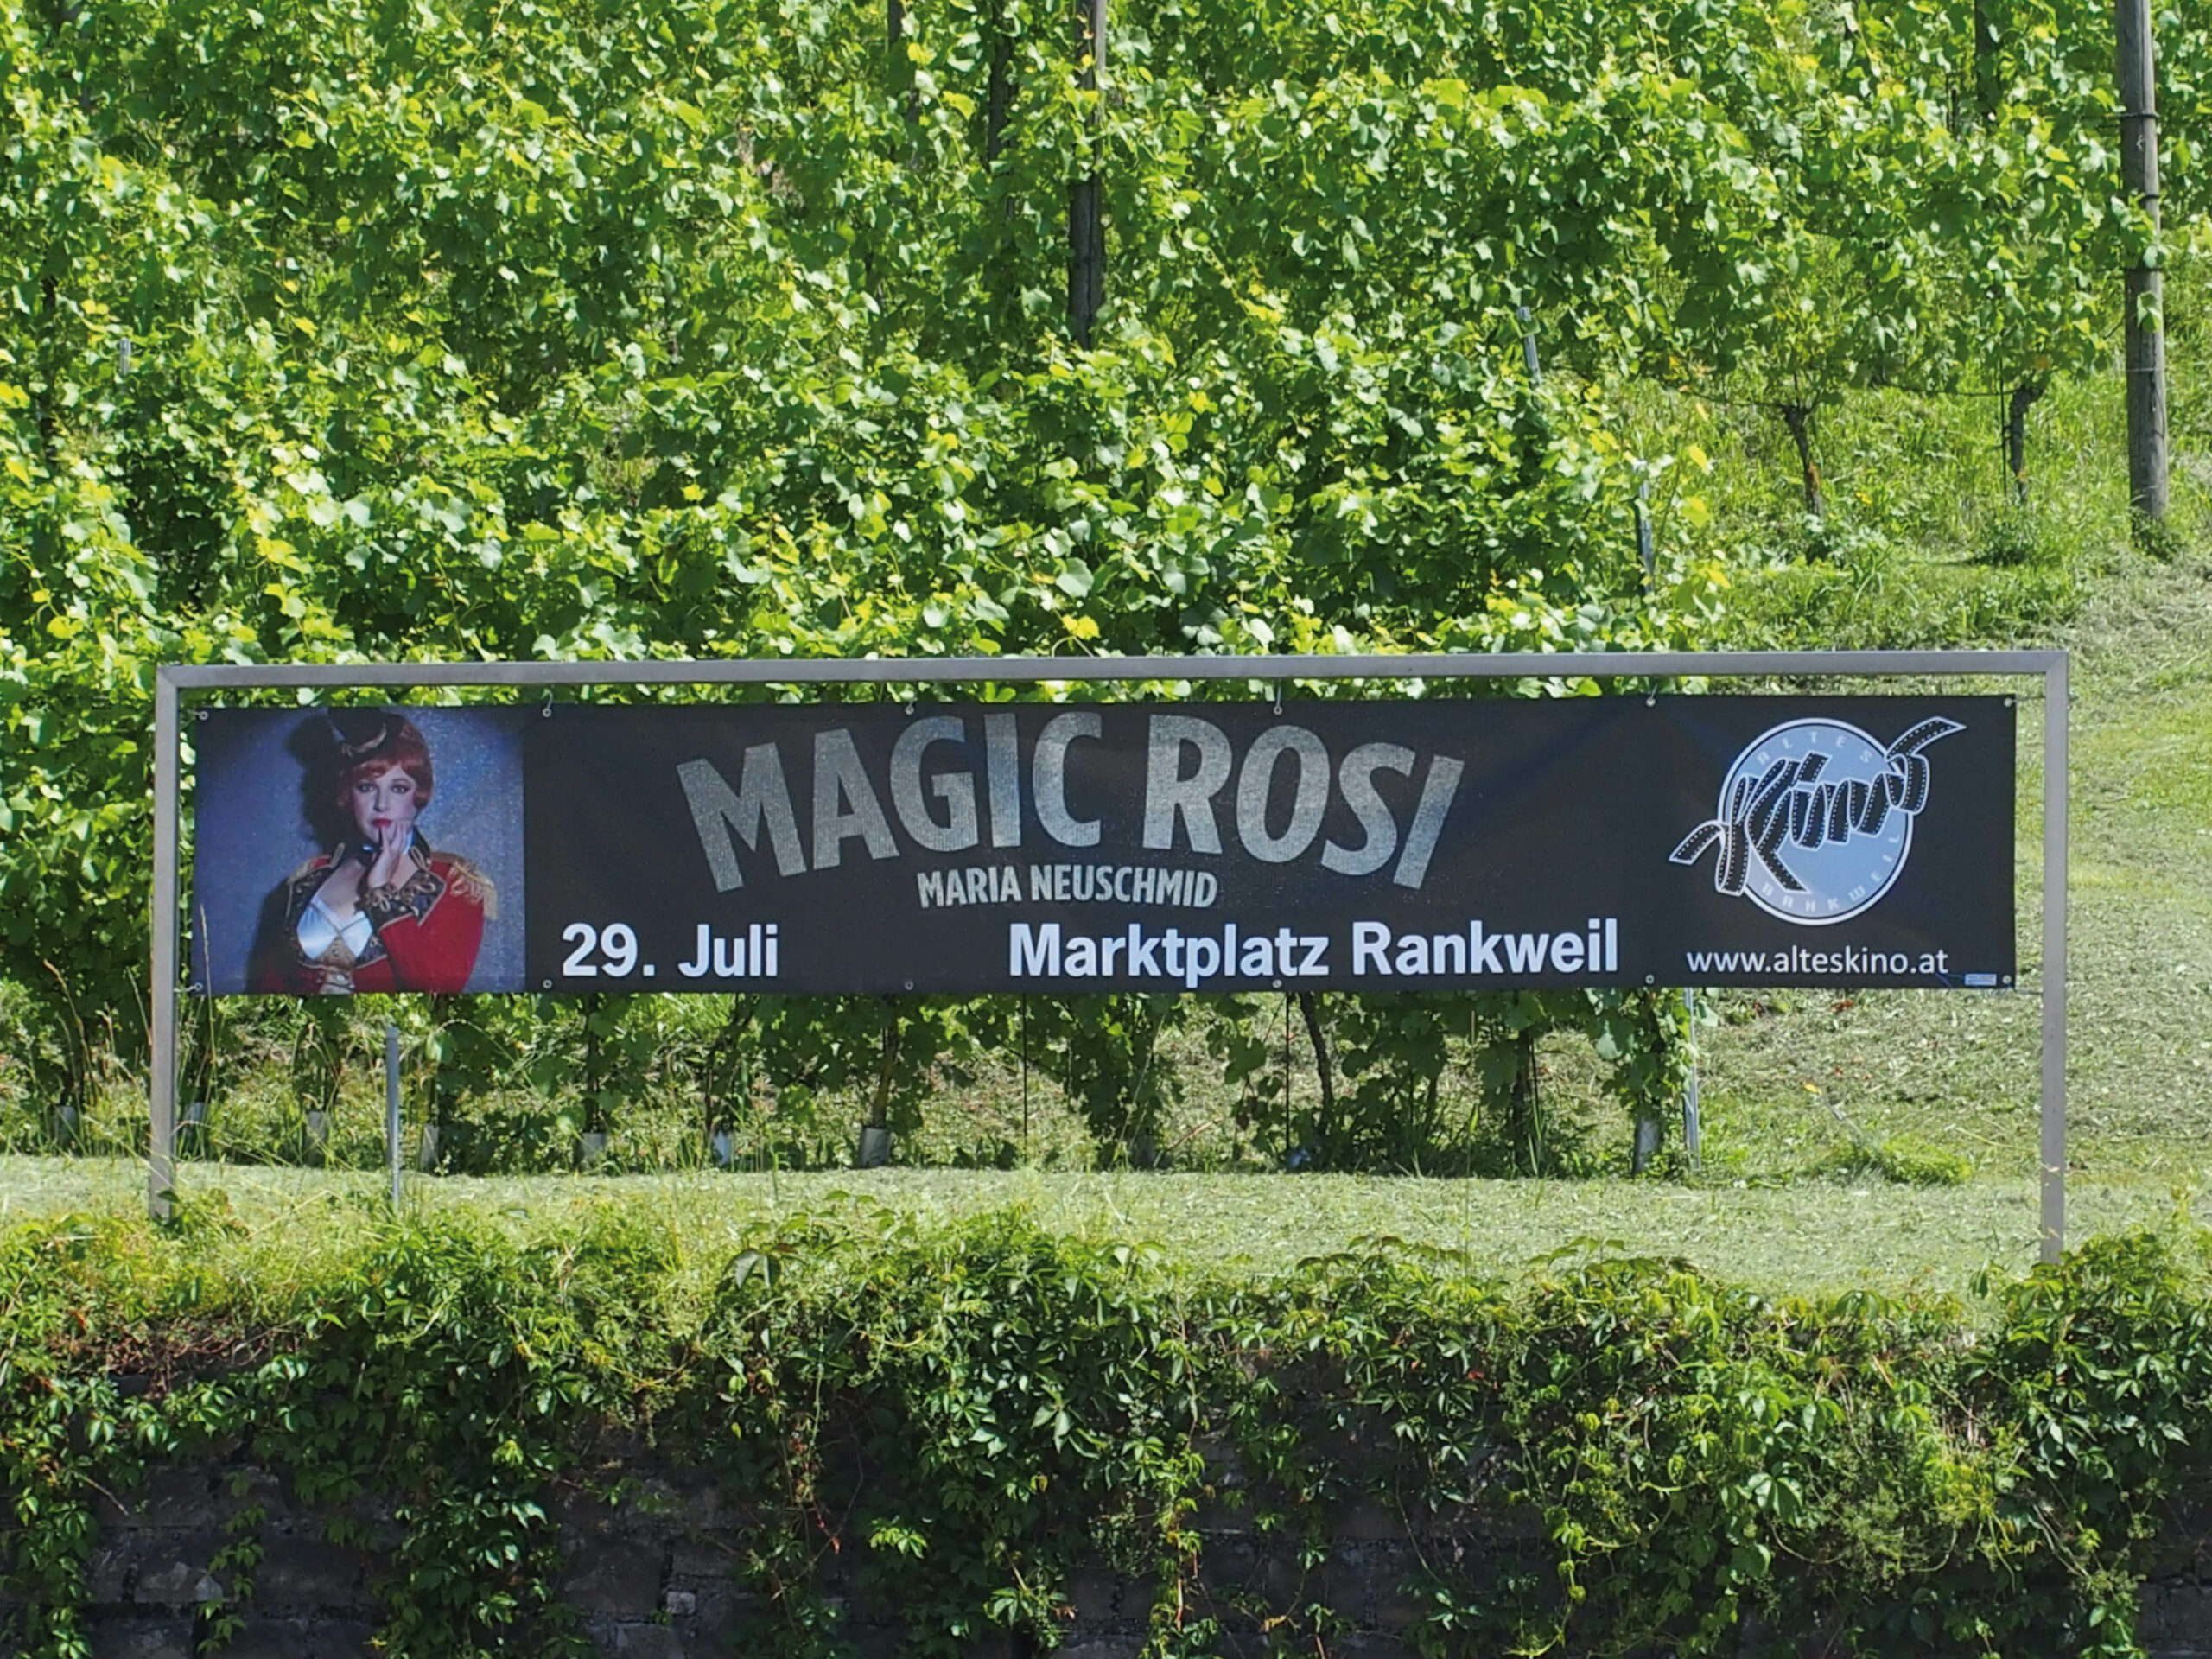 MAGIC ROSI
MARIA NEUSCHMID
29. Juli
Marktplatz Rankweil
ALTES
Kino
RANKWEIL
www.alteskino.at